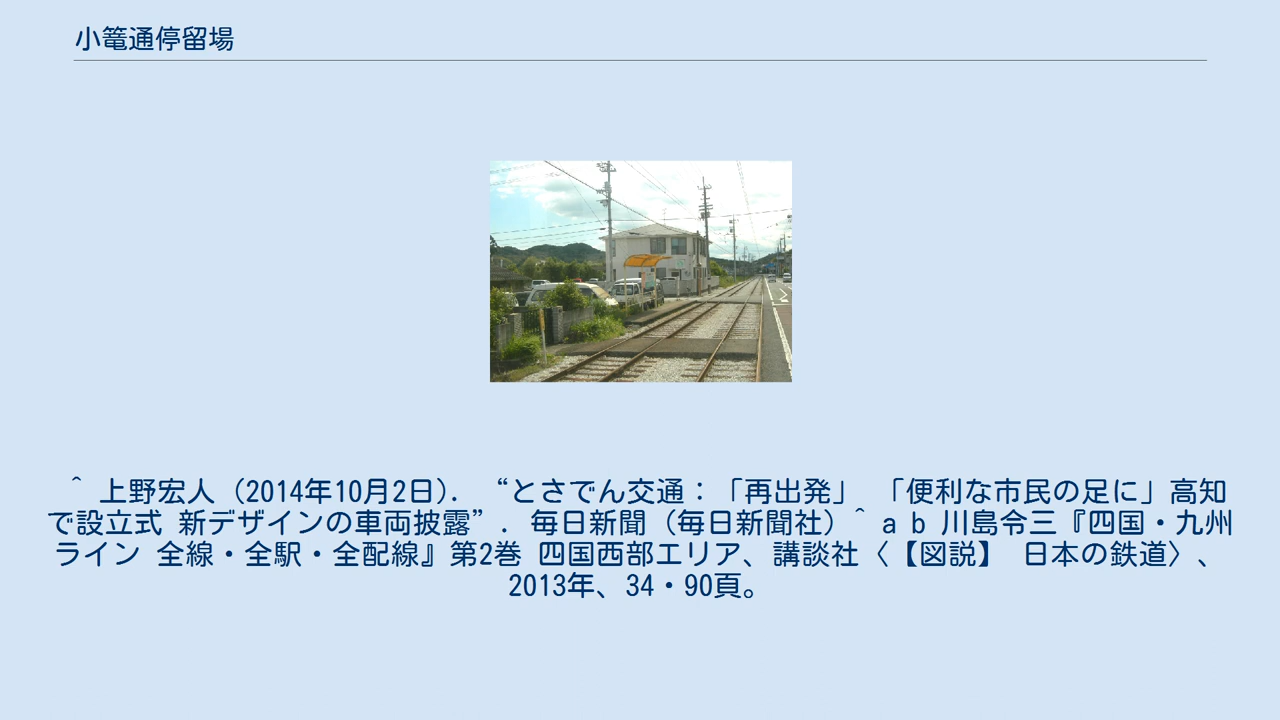 小篭通停留場
^ 上野宏人 (2014年10月2日). “とさでん交通:「再出発」 「便利な市民の足に」高知
で設立式 新デザインの車両披露”. 毎日新聞 (毎日新聞社) ^ a b 川島令三『四国・九州
ライン 全線・全駅・全配線』第2巻 四国西部エリア、講談社〈【図説】 日本の鉄道〉、
2013年、34・90頁。